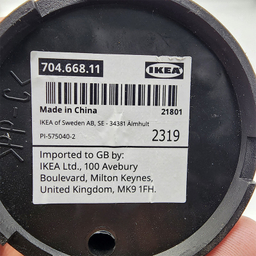 704.668.11
IKEA
Made in China 21801
IKEA of Sweden AB, SE - 34381 Älmhult
PI-575040-2 2319
Imported to GB by:
IKEA Ltd., 100 Avebury
Boulevard, Milton Keynes,
United Kingdom, MK9 1FH.